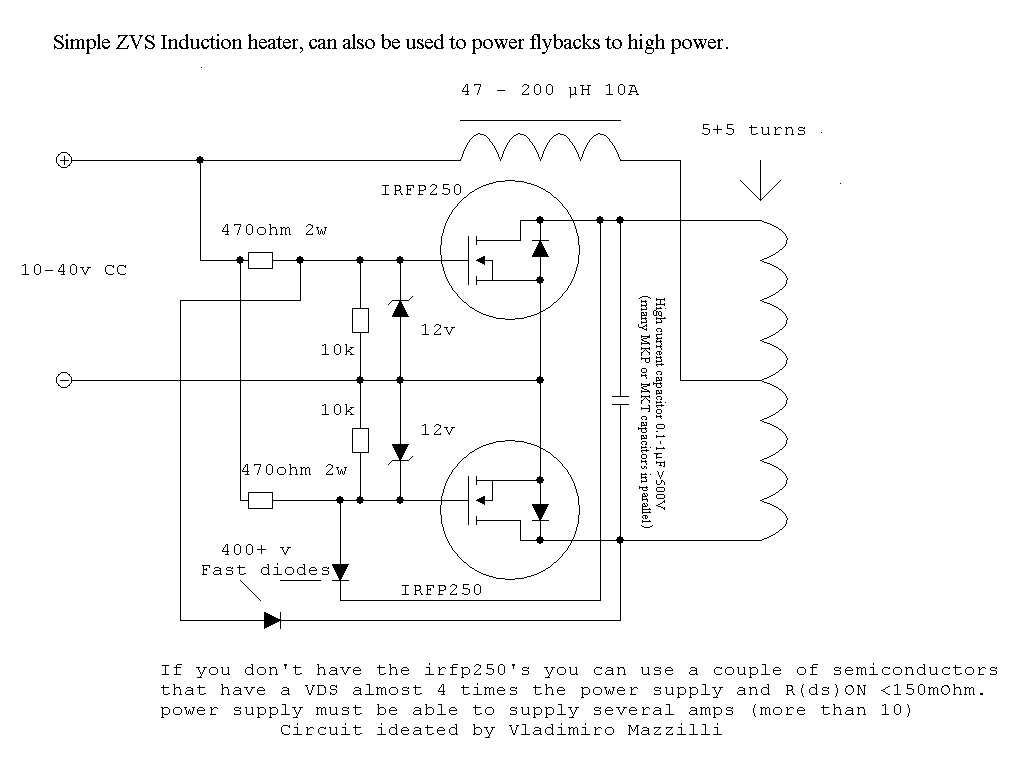 Simple ZVS Induction heater, can also be used to power flybacks to high power.
47 - 200 µH 10A
5+5 turns
IRFP250
470ohm 2w
10-40v CC
12v
10k
10k
12v
470ohm 2w
High current capacitor 0.1-1µF >500V
(many MKP or MKT capacitors in parallel)
400+ v
Fast diodes
IRFP250
If you don't have the irfp250's you can use a couple of semiconductors
that have a VDS almost 4 times the power supply and R(ds)ON <150mOhm.
power supply must be able to supply several amps (more than 10)
Circuit ideated by Vladimiro Mazzilli